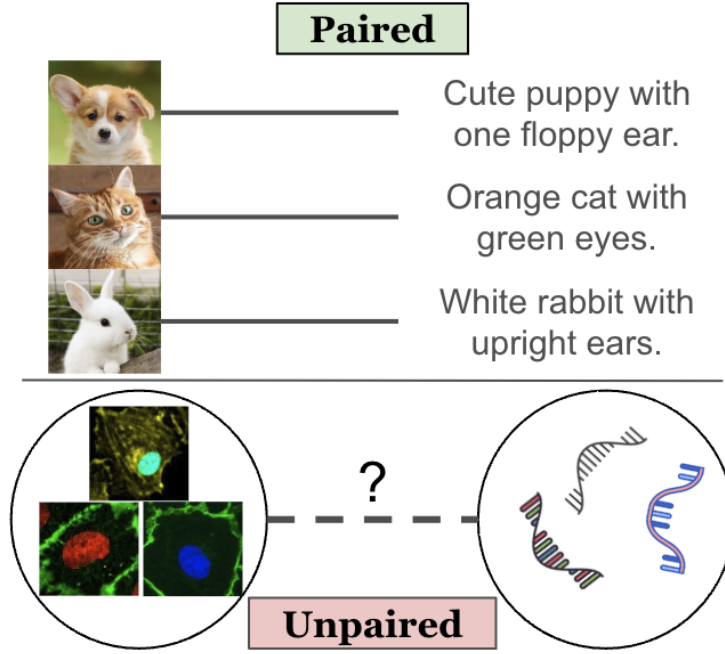 Paired
Cute puppy with
one floppy ear.
Orange cat with
green eyes.
White rabbit with
upright ears.
?
Unpaired